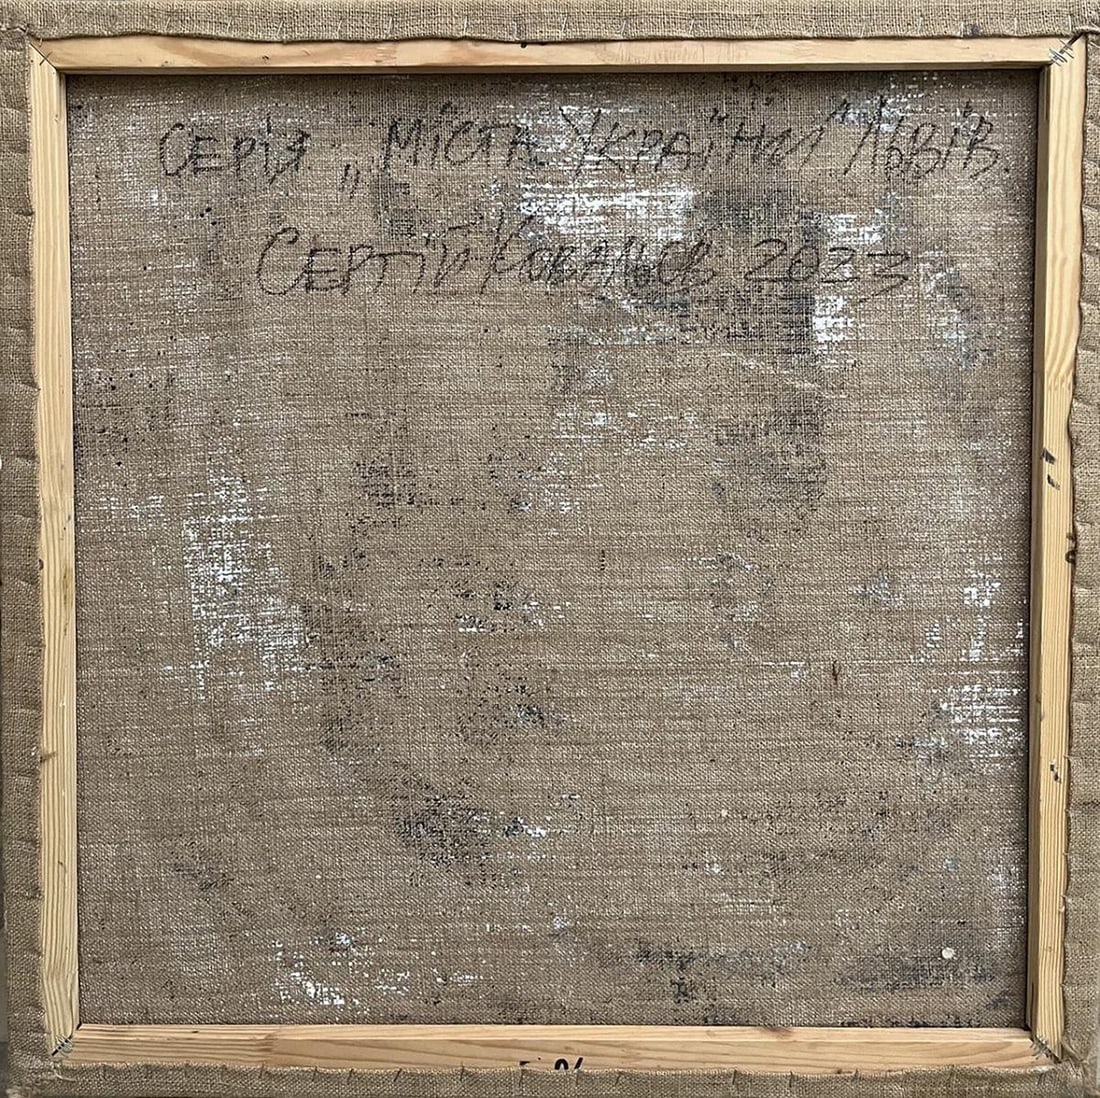 Серія „Міста України" Львів.
Сергій Ковальов 2023